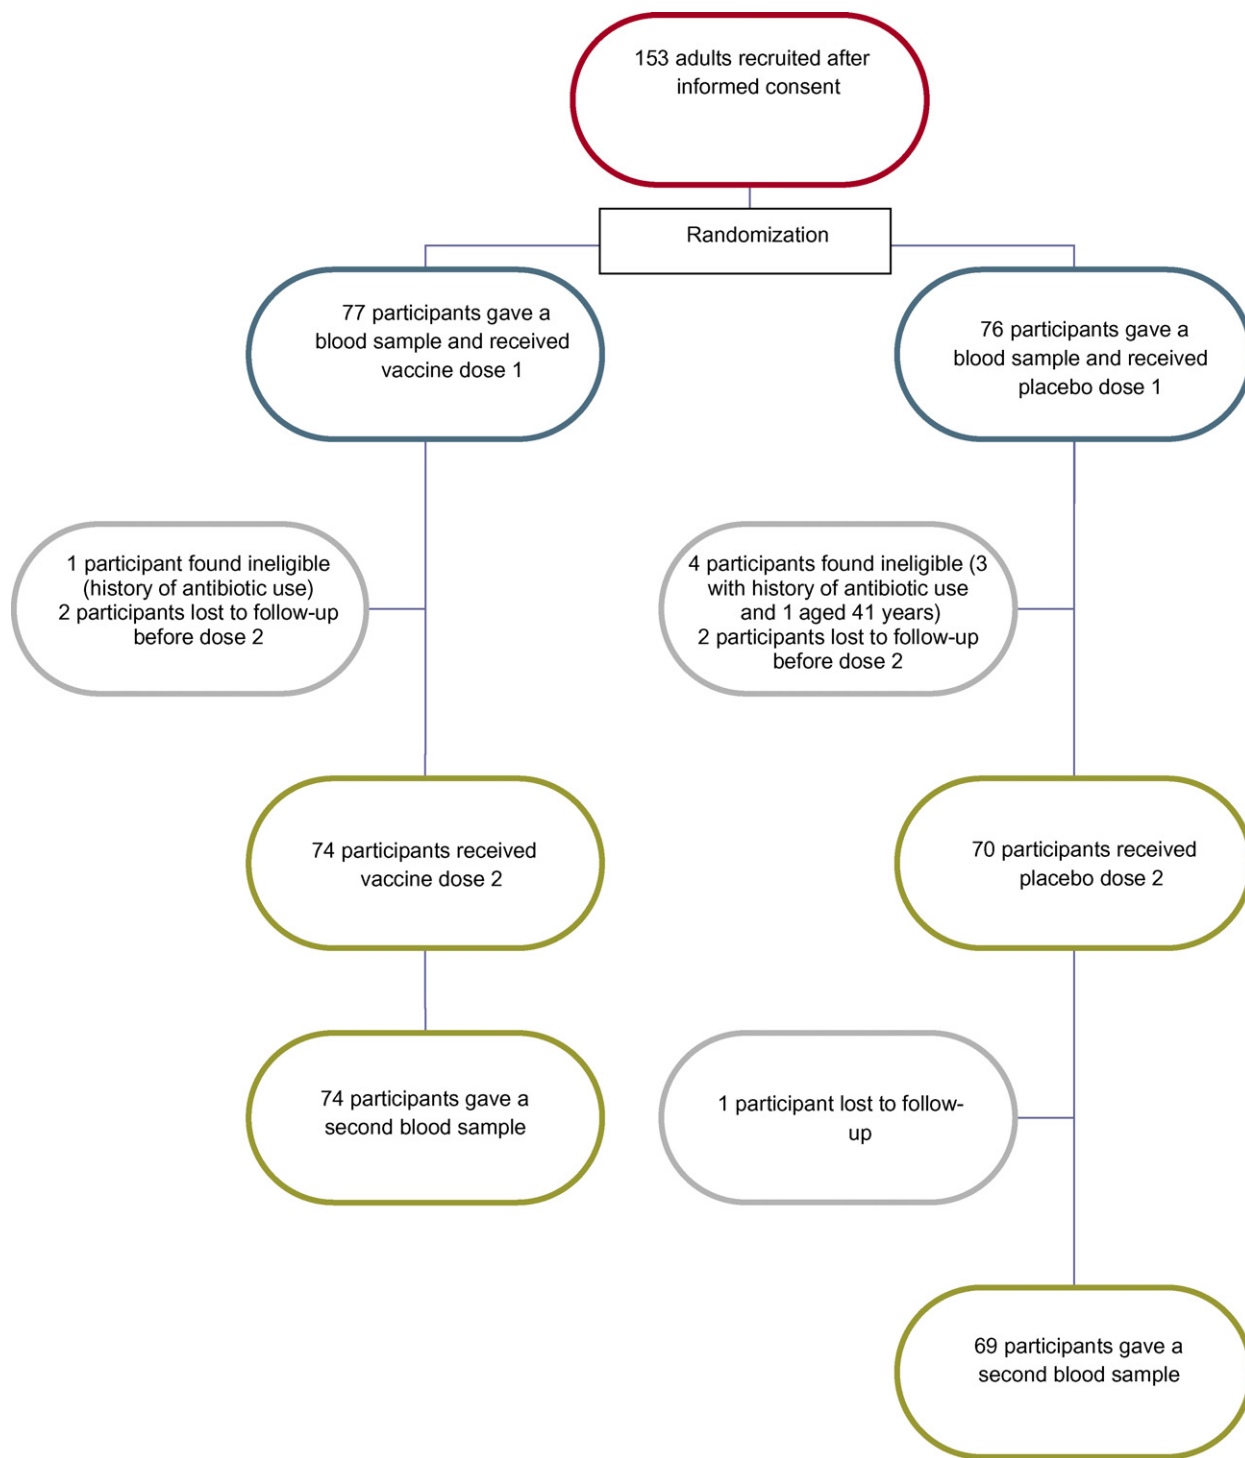 153 adults recruited after
informed consent
Randomization
77 participants gave a
blood sample and received
vaccine dose 1
76 participants gave a
blood sample and received
placebo dose 1
1 participant found ineligible
(history of antibiotic use)
2 participants lost to follow-up
before dose 2
4 participants found ineligible (3
with history of antibiotic use
and 1 aged 41 years)
2 participants lost to follow-up
before dose 2
74 participants received
vaccine dose 2
70 participants received
placebo dose 2
74 participants gave a
second blood sample
1 participant lost to follow-
up
69 participants gave a
second blood sample